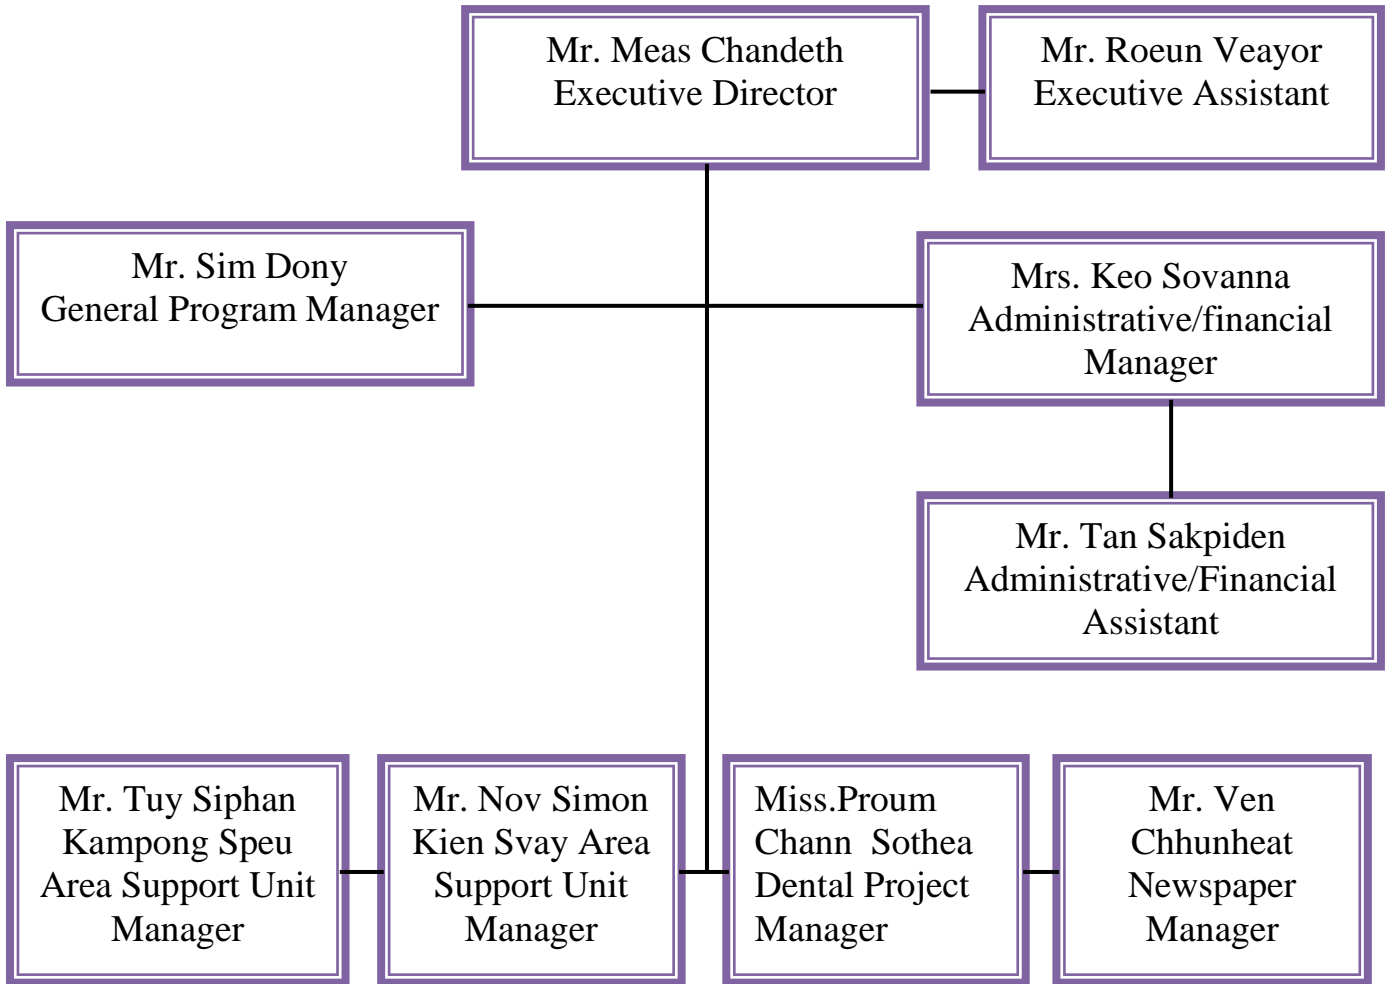 Mr. Meas Chandeth
Executive Director
Mr. Roeun Veayor
Executive Assistant
Mr. Sim Dony
General Program Manager
Mrs. Keo Sovanna
Administrative/financial
Manager
Mr. Tan Sakpiden
Administrative/Financial
Assistant
Mr. Tuy Siphan
Kampong Speu
Area Support Unit
Manager
Mr. Nov Simon
Kien Svay Area
Support Unit
Manager
Miss.Proum
Chann  Sothea
Dental Project
Manager
Mr. Ven
Chhunheat
Newspaper
Manager